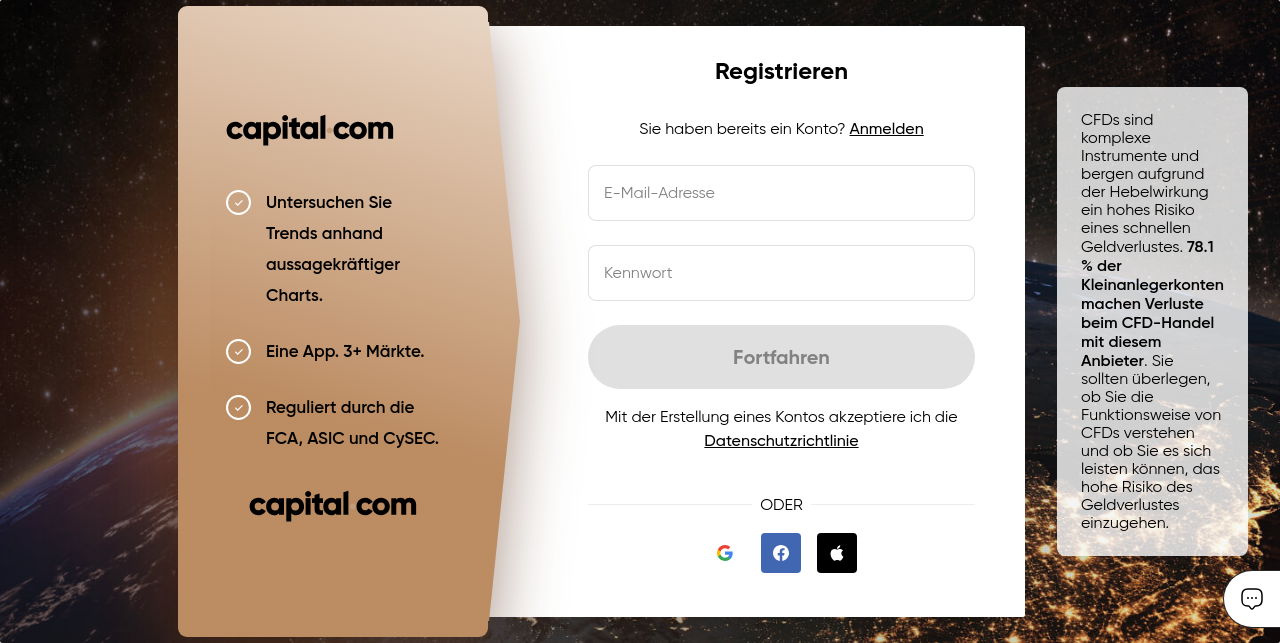 capital com
Untersuchen Sie
Trends anhand
aussagekräftiger
Charts.
Eine App. 3+ Märkte.
Reguliert durch die
FCA, ASIC und CySEC.
capital com
Registrieren
Sie haben bereits ein Konto? Anmelden
E-Mail-Adresse
Kennwort
Fortfahren
Mit der Erstellung eines Kontos akzeptiere ich die
Datenschutzrichtlinie
ODER
CFDs sind
komplexe
Instrumente und
bergen aufgrund
der Hebelwirkung
ein hohes Risiko
eines schnellen
Geldverlustes. 78.1
% der
Kleinanlegerkonten
machen Verluste
beim CFD-Handel
mit diesem
Anbieter. Sie
sollten überlegen,
ob Sie die
Funktionsweise von
CFDs verstehen
und ob Sie es sich
leisten können, das
hohe Risiko des
Geldverlustes
einzugehen.